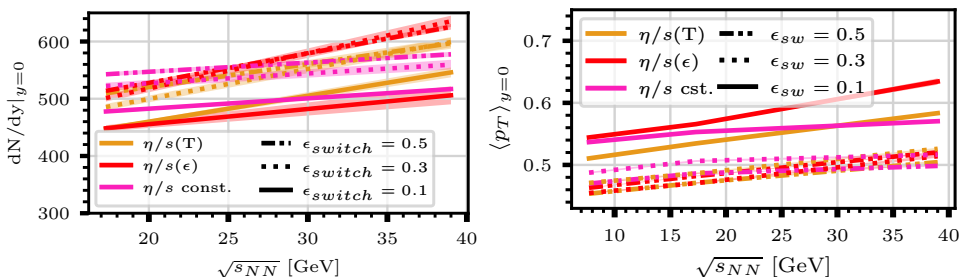 dN/dy|y=0
600
500
400
300
η/s(T)
η/s(ϵ)
η/s const.
ϵswitch = 0.5
ϵswitch = 0.3
ϵswitch = 0.1
20 25 30 35 40
√sNN [GeV]
⟨pT⟩y=0
0.7
0.6
0.5
η/s(T)
η/s(ϵ)
η/s cst.
ϵsw = 0.5
ϵsw = 0.3
ϵsw = 0.1
10 15 20 25 30 35 40
√sNN [GeV]